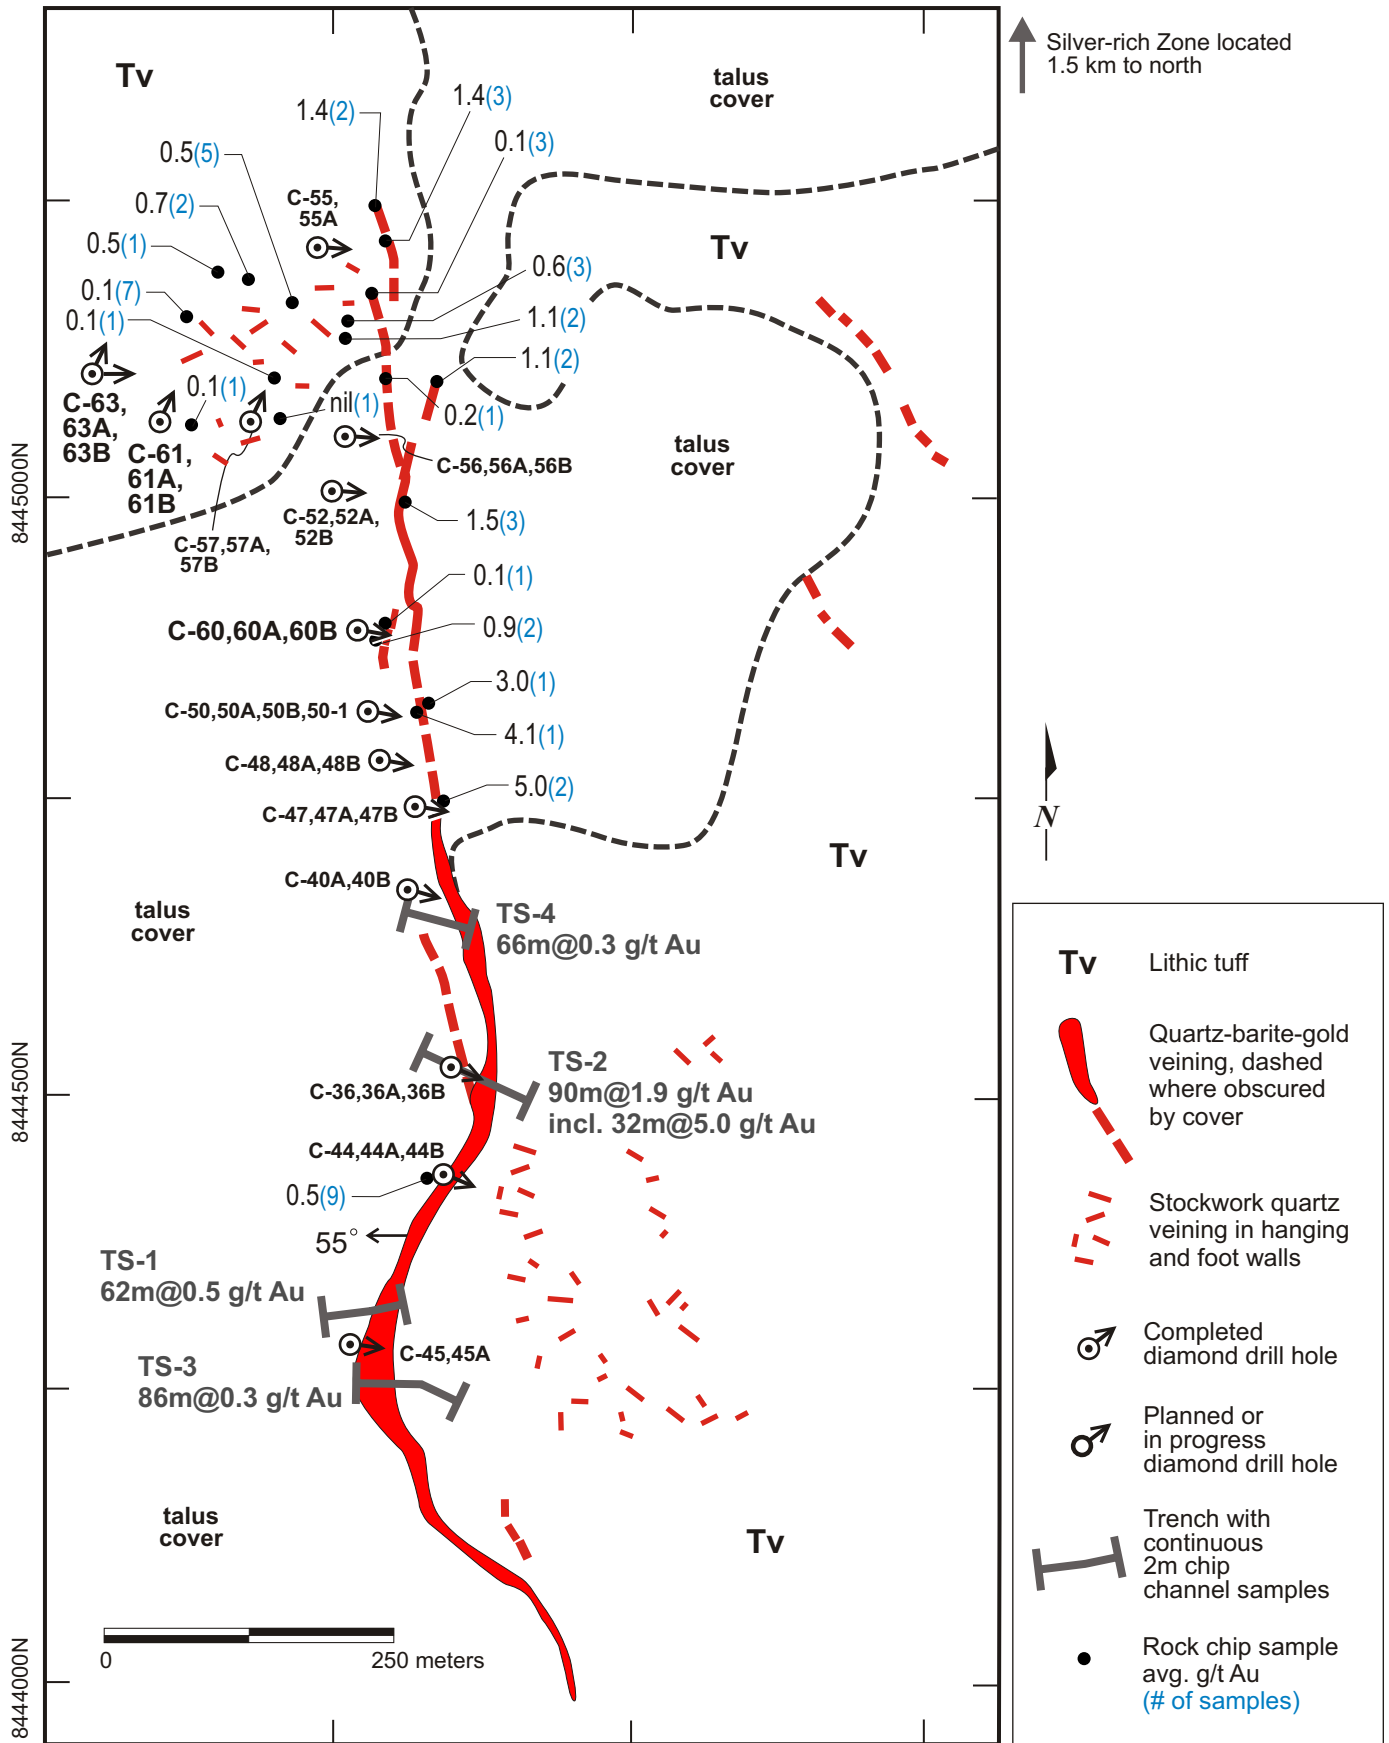 Silver-rich Zone located
1.5 km to north
Tv
talus
cover
1.4(2)
1.4(3)
0.1(3)
0.5(5)
C-55,
55A
0.7(2)
0.5(1)
Tv
0.6(3)
0.1(7)
0.1(1)
1.1(2)
1.1(2)
0.1(1)
nil(1)
0.2(1)
C-63,
63A,
63B
C-61,
61A,
61B
talus
cover
C-56,56A,56B
8445000N
C-52,52A,
52B
1.5(3)
C-57,57A,
57B
0.1(1)
C-60,60A,60B
0.9(2)
3.0(1)
C-50,50A,50B,50-1
4.1(1)
C-48,48A,48B
5.0(2)
C-47,47A,47B
N
Tv
C-40A,40B
talus
cover
TS-4
66m@0.3 g/t Au
8444500N
TS-2
90m@1.9 g/t Au
incl. 32m@5.0 g/t Au
C-36,36A,36B
C-44,44A,44B
0.5(9)
55°
TS-1
62m@0.5 g/t Au
C-45,45A
TS-3
86m@0.3 g/t Au
talus
cover
Tv
0
250 meters
8444000N
Tv
Lithic tuff
Quartz-barite-gold
veining, dashed
where obscured
by cover
Stockwork quartz
veining in hanging
and foot walls
Completed
diamond drill hole
Planned or
in progress
diamond drill hole
Trench with
continuous
2m chip
channel samples
Rock chip sample
avg. g/t Au
(# of samples)